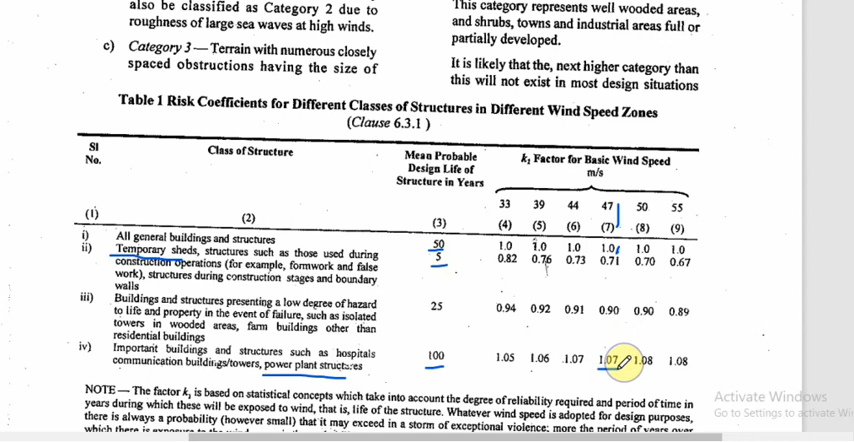 also be classified as Category 2 due to
roughness of large sea waves at high winds.
c) Category 3 — Terrain with numerous closely
spaced obstructions having the size of
This category represents well wooded areas,
and shrubs, towns and industrial areas full or
partially developed.
It is likely that the, next higher category than
this will not exist in most design situations
Table 1 Risk Coefficients for Different Classes of Structures in Different Wind Speed Zones
(Clause 6.3.1 )
Sl No. Class of Structure Mean Probable Design Life of Structure in Years k₁ Factor for Basic Wind Speed m/s
33 39 44 47 50 55
(1) (2) (3) (4) (5) (6) (7) (8) (9)
i) All general buildings and structures 50 1.0 1.0 1.0 1.0 1.0 1.0
ii) Temporary sheds, structures such as those used during 5 0.82 0.76 0.73 0.71 0.70 0.67
construction operations (for example, formwork and false
work), structures during construction stages and boundary
walls
iii) Buildings and structures presenting a low degree of hazard 25 0.94 0.92 0.91 0.90 0.90 0.89
to life and property in the event of failure, such as isolated
towers in wooded areas, farm buildings other than
residential buildings
iv) Important buildings and structures such as hospitals 100 1.05 1.06 1.07 1.07 1.08 1.08
communication buildings/towers, power plant structures
NOTE — The factor k₁ is based on statistical concepts which take into account the degree of reliability required and period of time in
years during which these will be exposed to wind, that is, life of the structure. Whatever wind speed is adopted for design purposes,
there is always a probability (however small) that it may exceed in a storm of exceptional violence; more the period of years over
which there is exposure to the wind
Activate Windows
Go to Settings to activate Wi